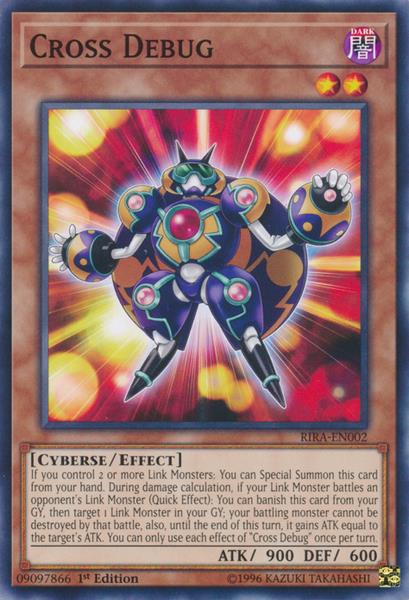 CROSS DEBUG
DARK
闇
RIRA-EN002
[CYBERSE/EFFECT]
If you control 2 or more Link Monsters: You can Special Summon this card
from your hand. During damage calculation, if your Link Monster battles an
opponent's Link Monster (Quick Effect): You can banish this card from your
GY, then target 1 Link Monster in your GY; your battling monster cannot be
destroyed by that battle, also, until the end of this turn, it gains ATK equal to
the target's ATK. You can only use each effect of "Cross Debug" once per turn.
ATK/ 900 DEF/ 600
09097866 1st Edition ©1996 KAZUKI TAKAHASHI